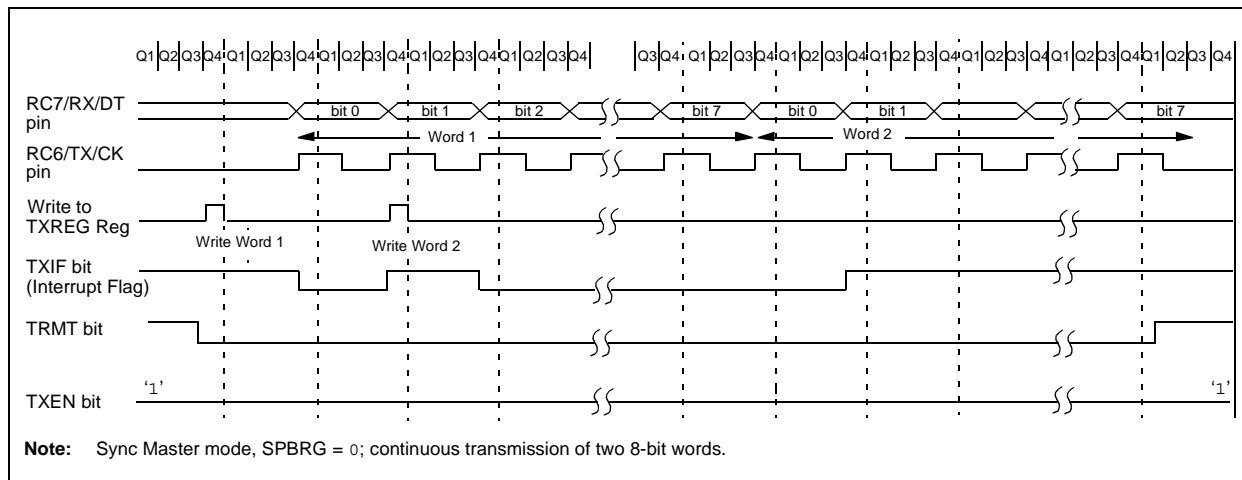 Q1 Q2 Q3 Q4 Q1 Q2 Q3 Q4 Q1 Q2 Q3 Q4 Q1 Q2 Q3 Q4 Q1 Q2 Q3 Q4 Q3 Q4 Q1 Q2 Q3 Q4 Q1 Q2 Q3 Q4 Q1 Q2 Q3 Q4 Q1 Q2 Q3 Q4 Q1 Q2 Q3 Q4 Q1 Q2 Q3 Q4
RC7/RX/DT
pin
bit 0 bit 1 bit 2 bit 7 bit 0 bit 1 bit 7
Word 1 Word 2
RC6/TX/CK
pin
Write to
TXREG Reg
Write Word 1 Write Word 2
TXIF bit
(Interrupt Flag)
TRMT bit
‘1’ ‘1’
TXEN bit
Note: Sync Master mode, SPBRG = 0; continuous transmission of two 8-bit words.